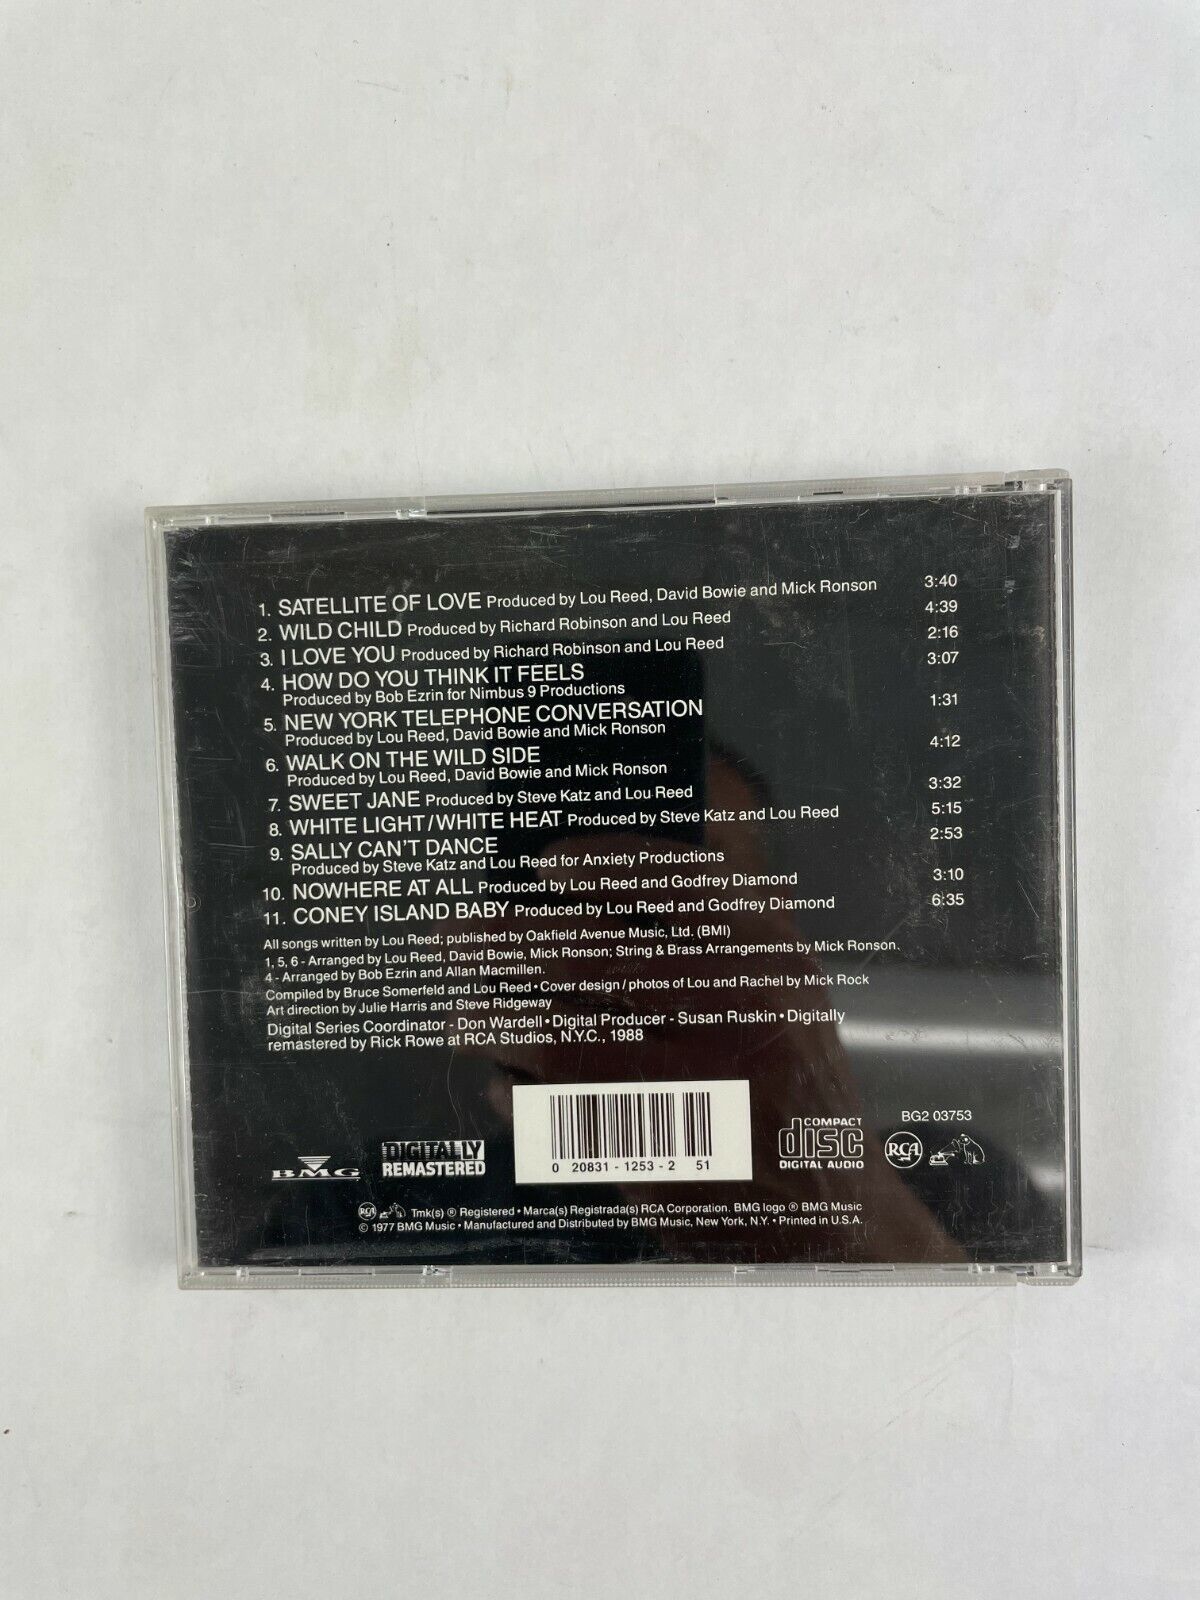 1. SATELLITE OF LOVE Produced by Lou Reed, David Bowie and Mick Ronson 3:40
2. WILD CHILD Produced by Richard Robinson and Lou Reed 4:39
3. I LOVE YOU Produced by Richard Robinson and Lou Reed 2:16
4. HOW DO YOU THINK IT FEELS 3:07
Produced by Bob Ezrin for Nimbus 9 Productions
5. NEW YORK TELEPHONE CONVERSATION 1:31
Produced by Lou Reed, David Bowie and Mick Ronson
6. WALK ON THE WILD SIDE 4:12
Produced by Lou Reed, David Bowie and Mick Ronson
7. SWEET JANE Produced by Steve Katz and Lou Reed 3:32
8. WHITE LIGHT/WHITE HEAT Produced by Steve Katz and Lou Reed 5:15
9. SALLY CAN'T DANCE 2:53
Produced by Steve Katz and Lou Reed for Anxiety Productions
10. NOWHERE AT ALL Produced by Lou Reed and Godfrey Diamond 3:10
11. CONEY ISLAND BABY Produced by Lou Reed and Godfrey Diamond 6:35
All songs written by Lou Reed; published by Oakfield Avenue Music, Ltd. (BMI)
1, 5, 6 - Arranged by Lou Reed, David Bowie, Mick Ronson; String & Brass Arrangements by Mick Ronson.
4 - Arranged by Bob Ezrin and Allan Macmillen.
Compiled by Bruce Somerfeld and Lou Reed • Cover design / photos of Lou and Rachel by Mick Rock
Art direction by Julie Harris and Steve Ridgeway
Digital Series Coordinator - Don Wardell • Digital Producer - Susan Ruskin • Digitally
remastered by Rick Rowe at RCA Studios, N.Y.C., 1988
BMG
DIGITALLY
REMASTERED
0 20831 - 1253 - 2 51
COMPACT
disc
DIGITAL AUDIO
BG2 03753
RCA
RCA Tmk(s) ® Registered • Marca(s) Registrada(s) RCA Corporation. BMG logo ® BMG Music
© 1977 BMG Music • Manufactured and Distributed by BMG Music, New York, N.Y. • Printed in U.S.A.